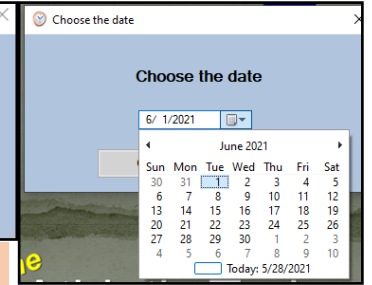 Choose the date
Choose the date
6/ 1/2021
June 2021
Sun Mon Tue Wed Thu Fri Sat
30 31 1 2 3 4 5
6 7 8 9 10 11 12
13 14 15 16 17 18 19
20 21 22 23 24 25 26
27 28 29 30 1 2 3
4 5 6 7 8 9 10
Today: 5/28/2021